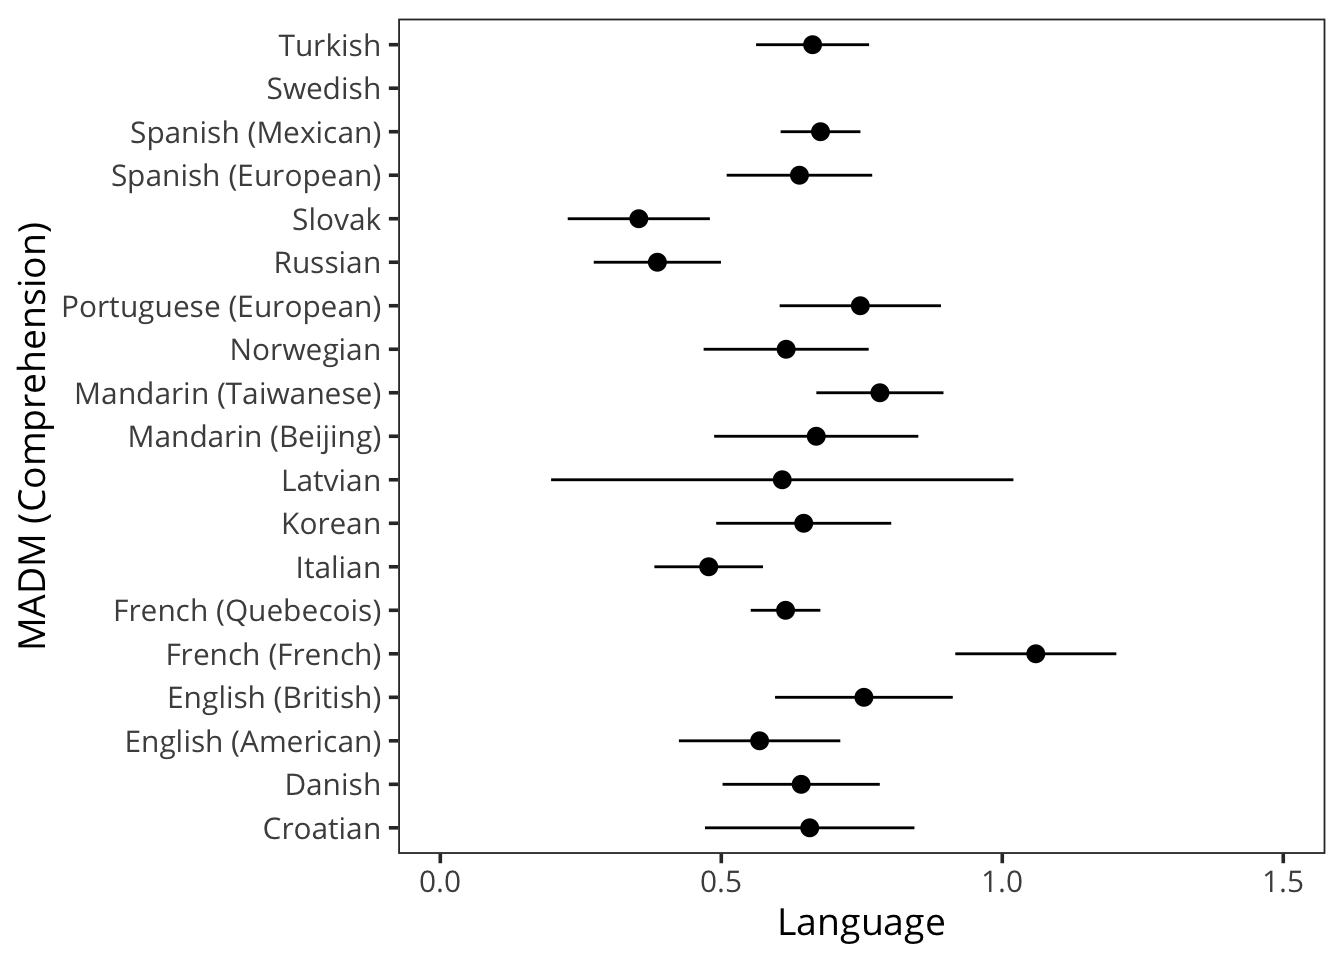 Turkish
Swedish
Spanish (Mexican)
Spanish (European)
Slovak
Russian
Portuguese (European)
Norwegian
Mandarin (Taiwanese)
Mandarin (Beijing)
Latvian
Korean
Italian
French (Quebecois)
French (French)
English (British)
English (American)
Danish
Croatian
MADM (Comprehension)
0.0 0.5 1.0 1.5
Language